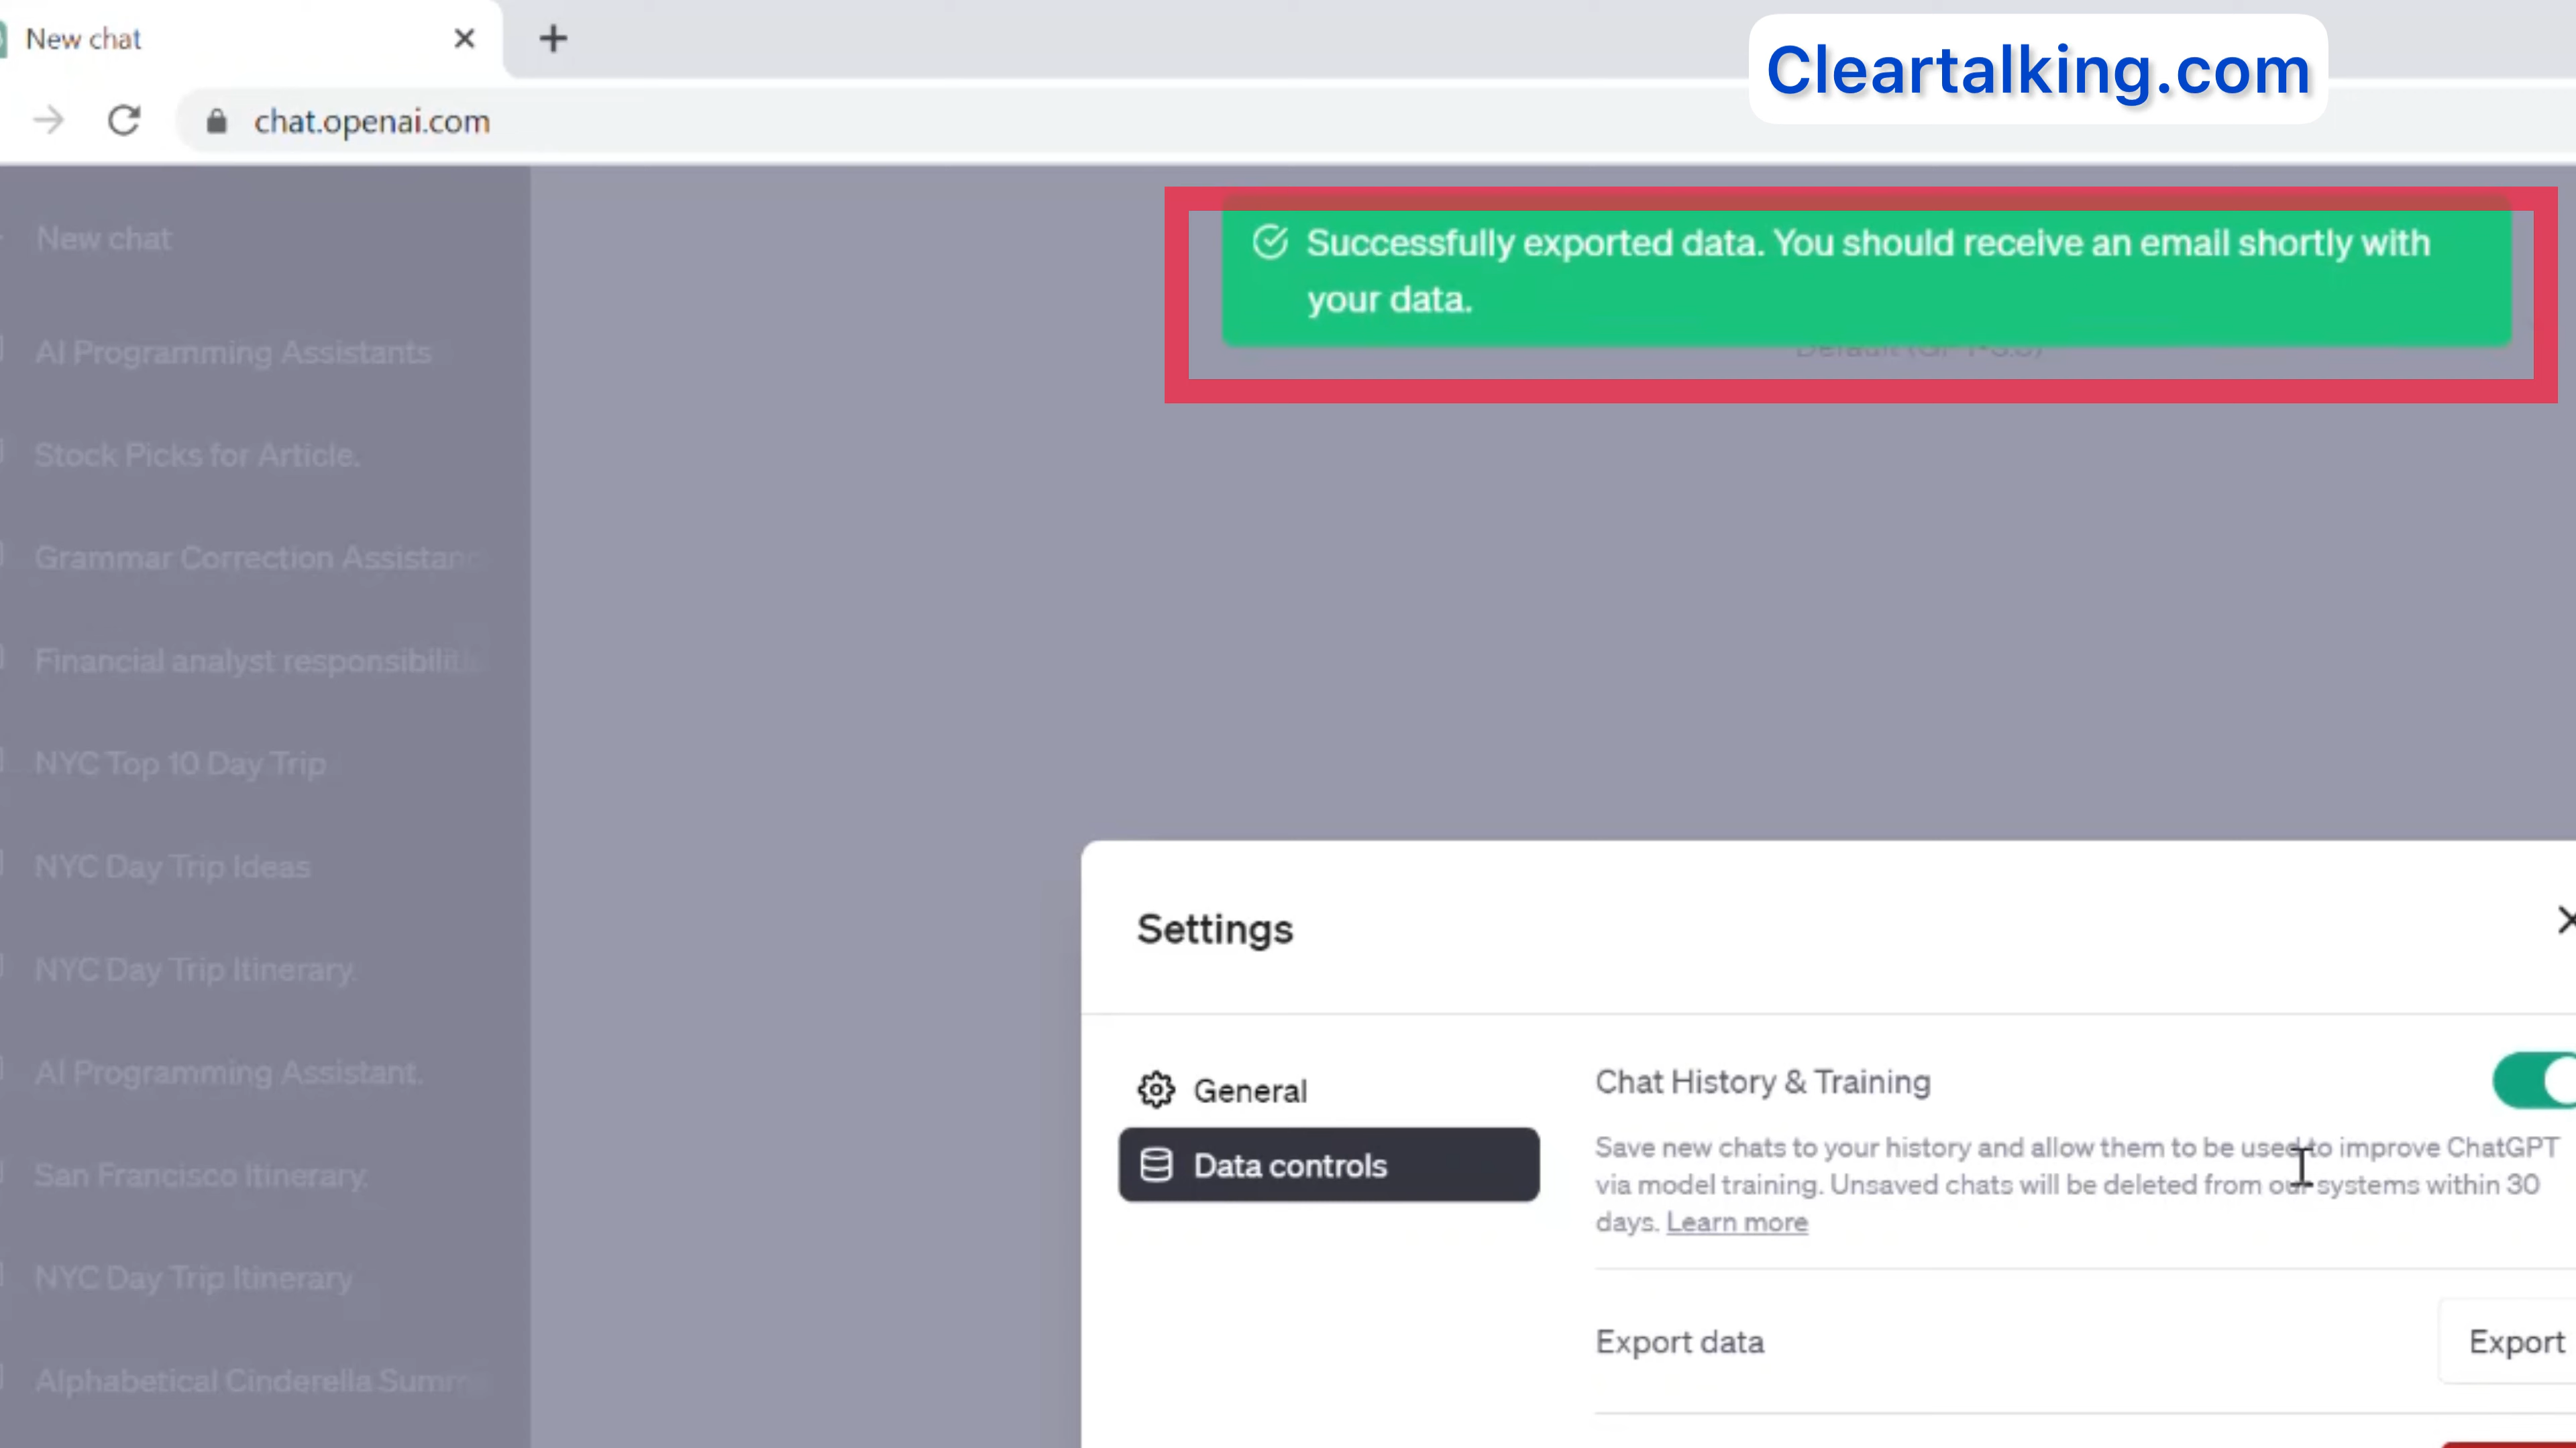 New chat
Cleartalking.com
chat.openai.com
New chat
Successfully exported data. You should receive an email shortly with
your data.
AI Programming Assistants
Stock Picks for Article.
Grammar Correction
Financial analyst
NYC Top 10 Day Trip
NYC Day Trip Ideas
NYC Day Trip Itinerary.
AI Programming Assistant.
San Francisco Itinerary.
NYC Day Trip Itinerary
Alphabetical Cinderella
Settings
General
Data controls
Chat History & Training
Save new chats to your history and allow them to be used to improve ChatGPT
via model training. Unsaved chats will be deleted from our systems within 30
days. Learn more
Export data
Export